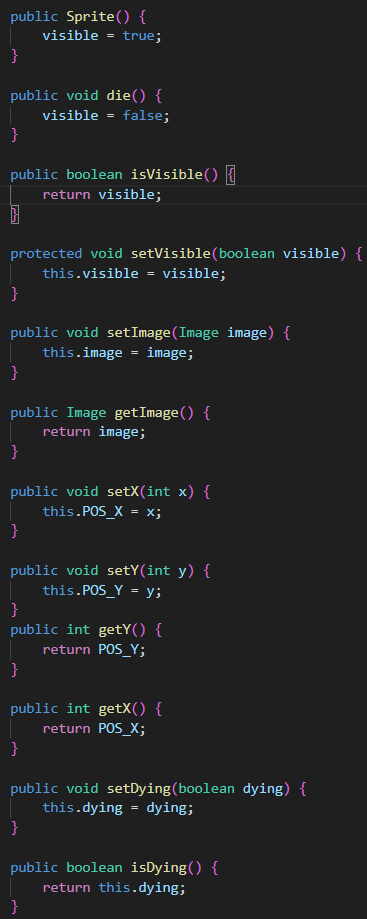 public Sprite() {
    visible = true;
}

public void die() {
    visible = false;
}

public boolean isVisible() {
    return visible;
}

protected void setVisible(boolean visible) {
    this.visible = visible;
}

public void setImage(Image image) {
    this.image = image;
}

public Image getImage() {
    return image;
}

public void setX(int x) {
    this.POS_X = x;
}

public void setY(int y) {
    this.POS_Y = y;
}
public int getY() {
    return POS_Y;
}

public int getX() {
    return POS_X;
}

public void setDying(boolean dying) {
    this.dying = dying;
}

public boolean isDying() {
    return this.dying;
}